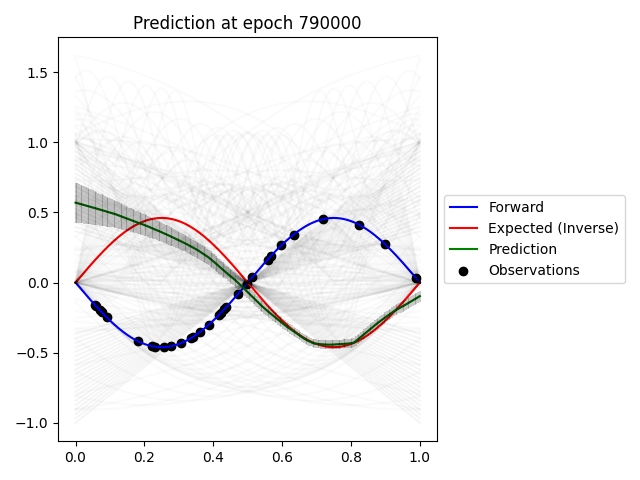 Prediction at epoch 790000
1.5
1.0
0.5
0.0
−0.5
−1.0
0.0 0.2 0.4 0.6 0.8 1.0
Forward
Expected (Inverse)
Prediction
Observations